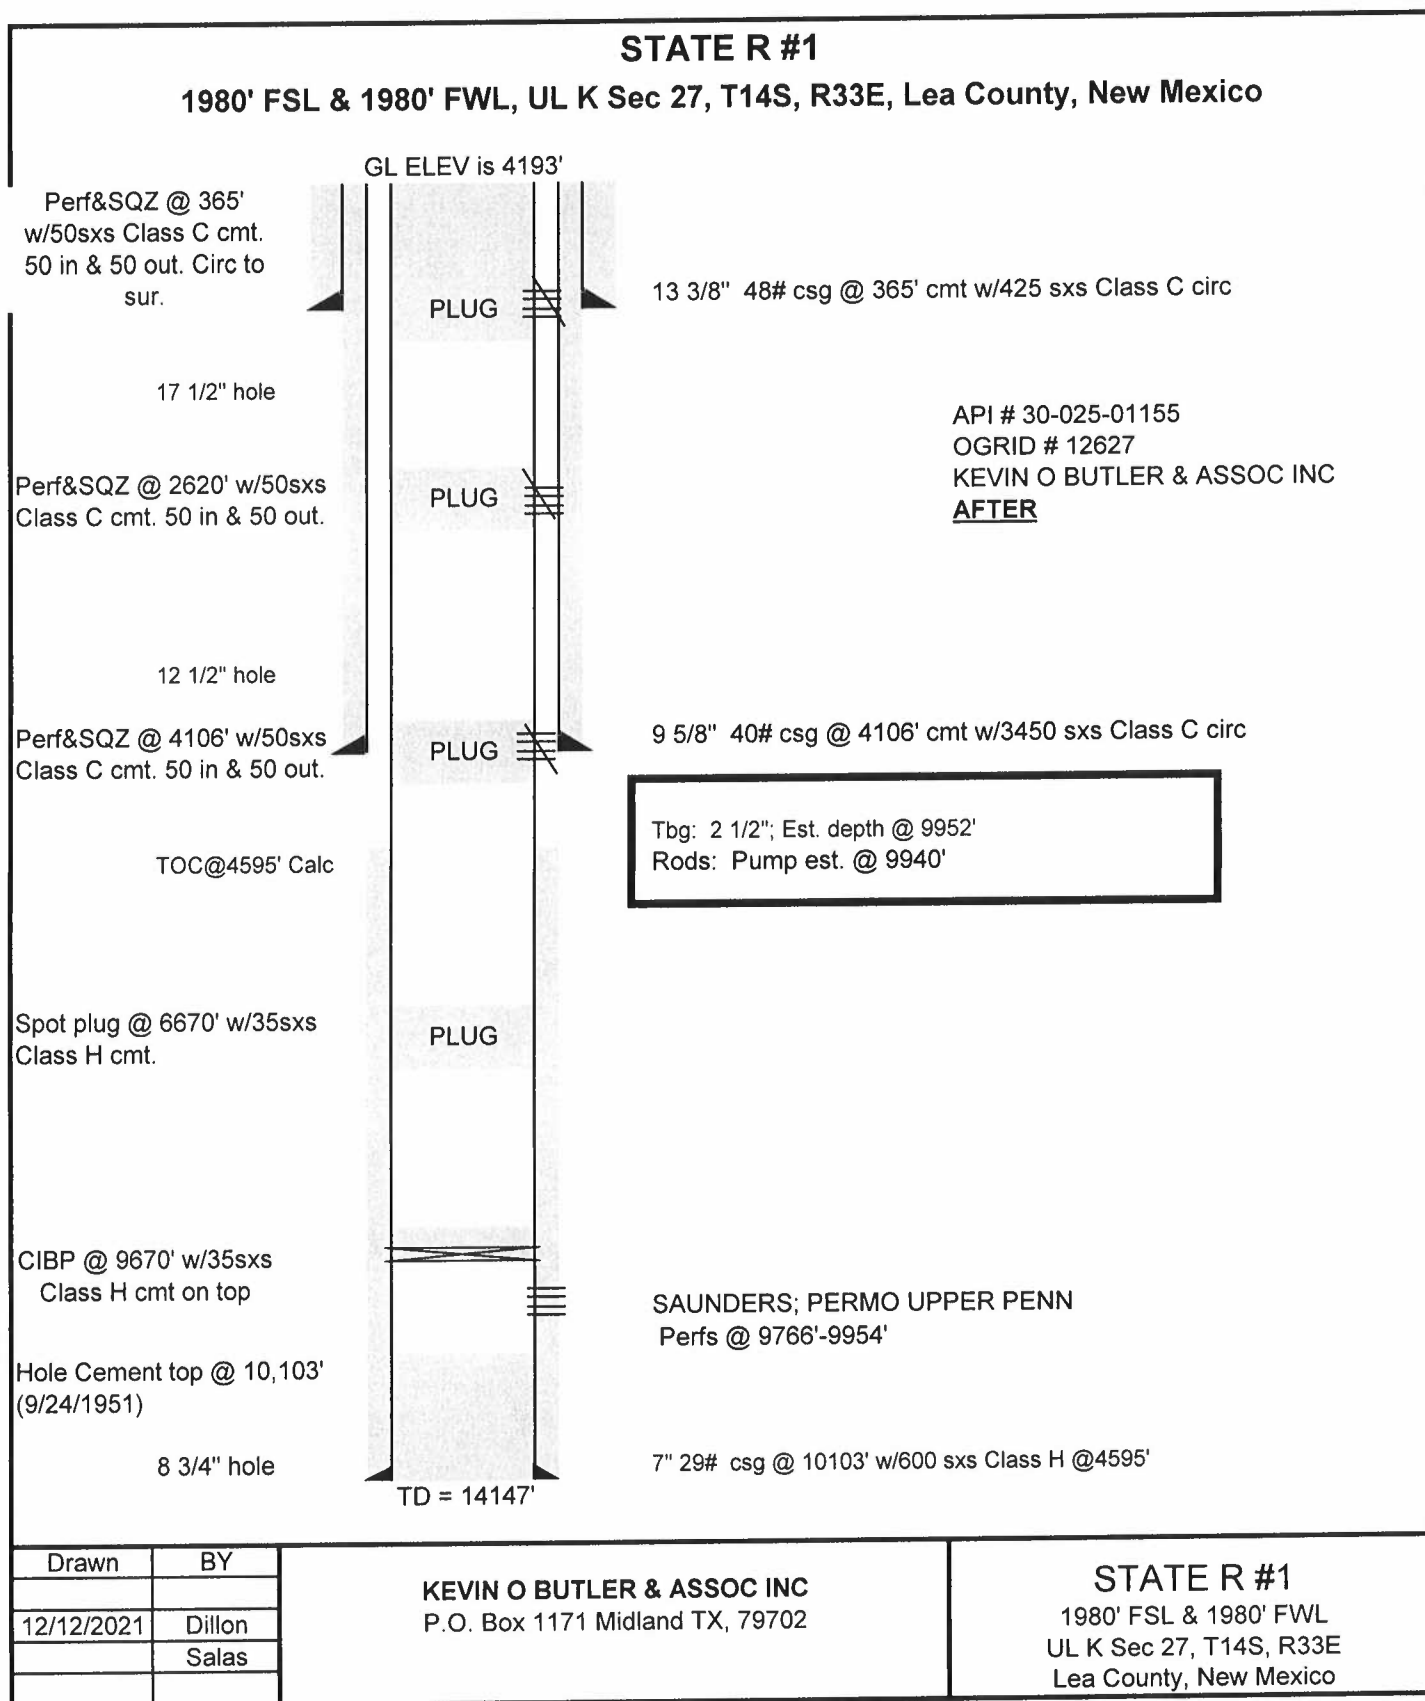 STATE R #1
1980' FSL & 1980' FWL, UL K Sec 27, T14S, R33E, Lea County, New Mexico
GL ELEV is 4193'
Perf&SQZ @ 365'
w/50sxs Class C cmt.
50 in & 50 out. Circ to
sur.
PLUG
13 3/8" 48# csg @ 365' cmt w/425 sxs Class C circ
17 1/2" hole
API # 30-025-01155
OGRID # 12627
KEVIN O BUTLER & ASSOC INC
AFTER
Perf&SQZ @ 2620' w/50sxs
Class C cmt. 50 in & 50 out.
PLUG
12 1/2" hole
Perf&SQZ @ 4106' w/50sxs
Class C cmt. 50 in & 50 out.
PLUG
9 5/8" 40# csg @ 4106' cmt w/3450 sxs Class C circ
Tbg: 2 1/2"; Est. depth @ 9952'
Rods: Pump est. @ 9940'
TOC@4595' Calc
Spot plug @ 6670' w/35sxs
Class H cmt.
PLUG
CIBP @ 9670' w/35sxs
Class H cmt on top
SAUNDERS; PERMO UPPER PENN
Perfs @ 9766'-9954'
Hole Cement top @ 10,103'
(9/24/1951)
8 3/4" hole
7" 29# csg @ 10103' w/600 sxs Class H @4595'
TD = 14147'
Drawn BY
12/12/2021 Dillon
Salas
KEVIN O BUTLER & ASSOC INC
P.O. Box 1171 Midland TX, 79702
STATE R #1
1980' FSL & 1980' FWL
UL K Sec 27, T14S, R33E
Lea County, New Mexico